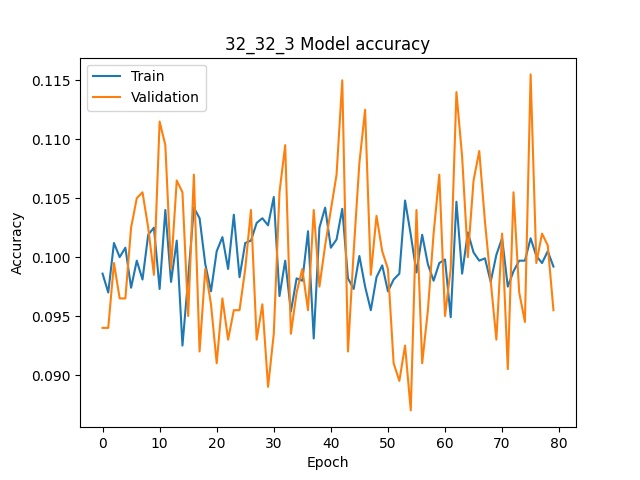 32_32_3 Model accuracy
Train
Validation
Accuracy
0.115
0.110
0.105
0.100
0.095
0.090
0 10 20 30 40 50 60 70 80
Epoch